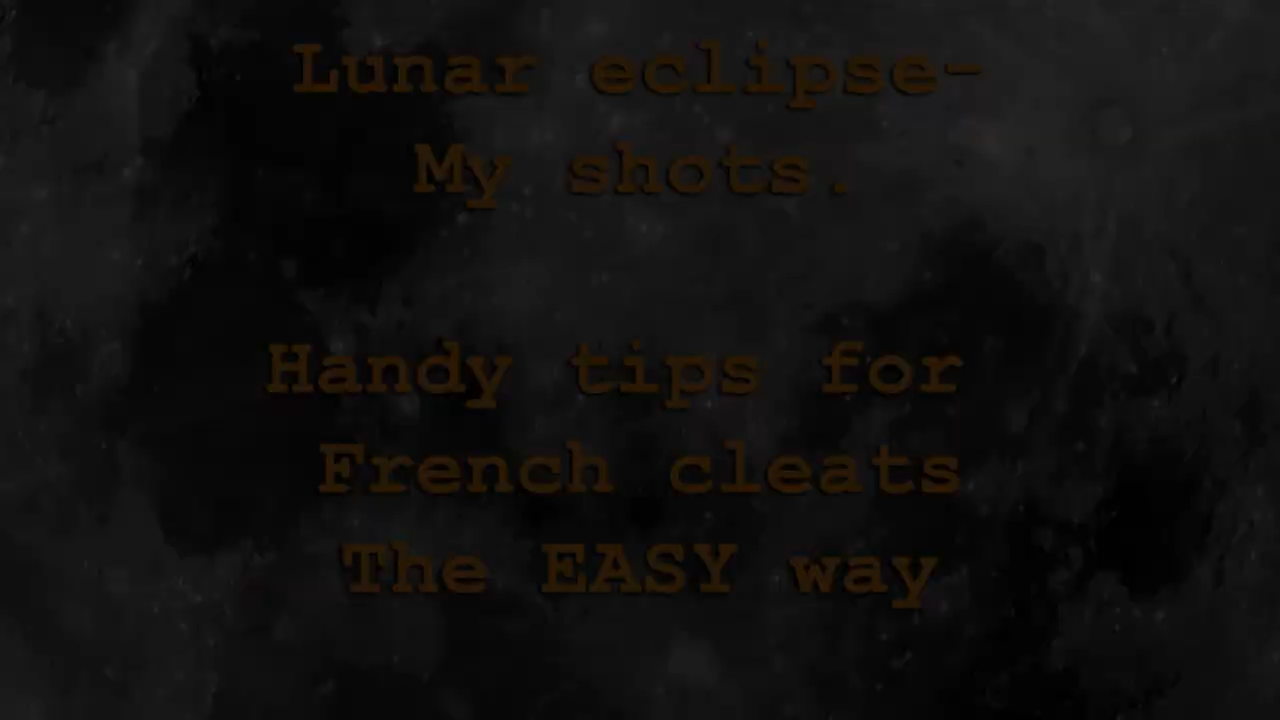 Lunar eclipse-
My shots.
Handy tips for
French cleats
The EASY way